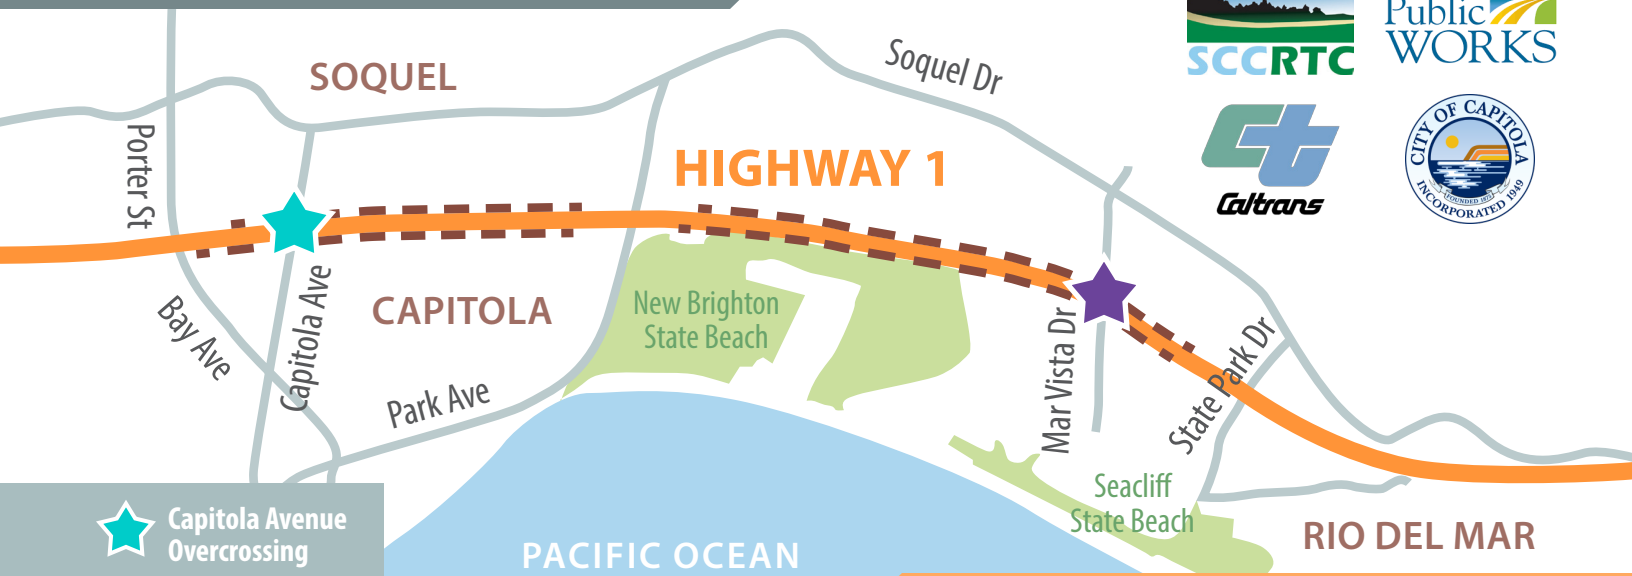 Public
WORKS
SCCRTC
Soquel Dr
SOQUEL
Porter St
HIGHWAY 1
Caltrans
CITY OF CAPITOLA
FOUNDED 1874
INCORPORATED 1949
Bay Ave
Capitola Ave
CAPITOLA
New Brighton
State Beach
Park Ave
Mar Vista Dr
State Park Dr
Seacliff
State Beach
Capitola Avenue
Overcrossing
PACIFIC OCEAN
RIO DEL MAR